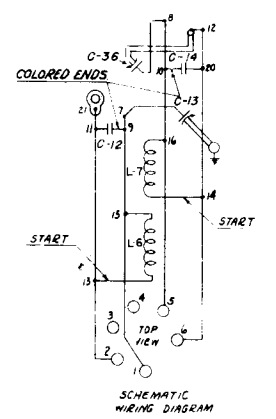 8
12
C-36
C-14
10
20
COLORED ENDS
C-13
21
7
11
9
C-12
16
L-7
14
START
15
START
L-6
13
4
5
3
TOP
VIEW
6
2
1
SCHEMATIC
WIRING DIAGRAM